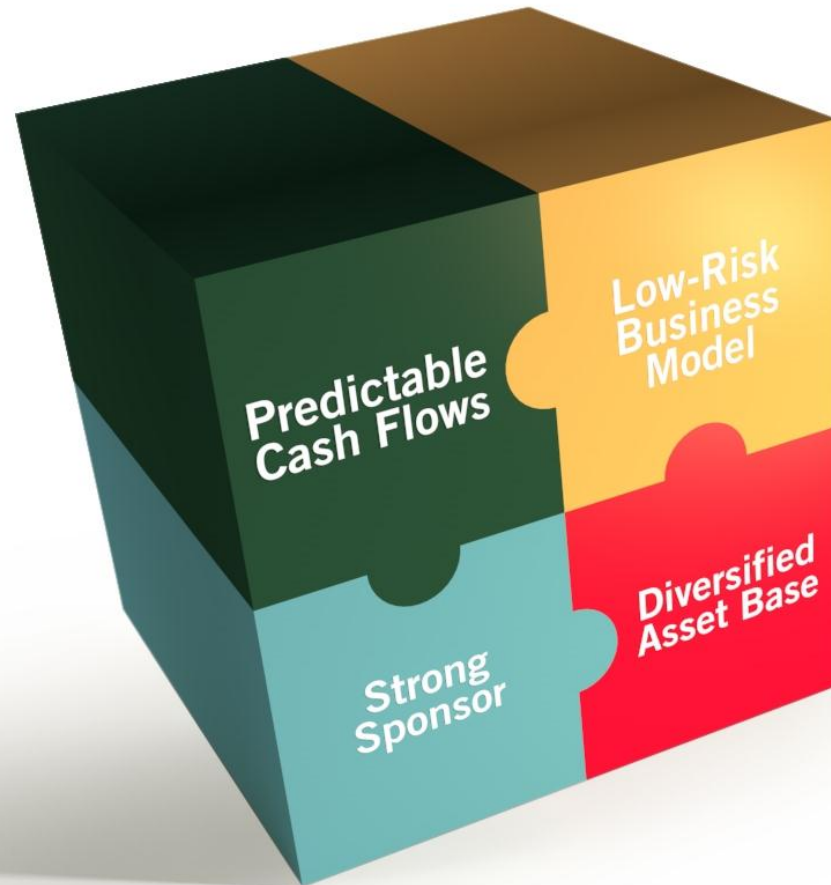 Predictable
Cash Flows
Low-Risk
Business
Model
Strong
Sponsor
Diversified
Asset Base